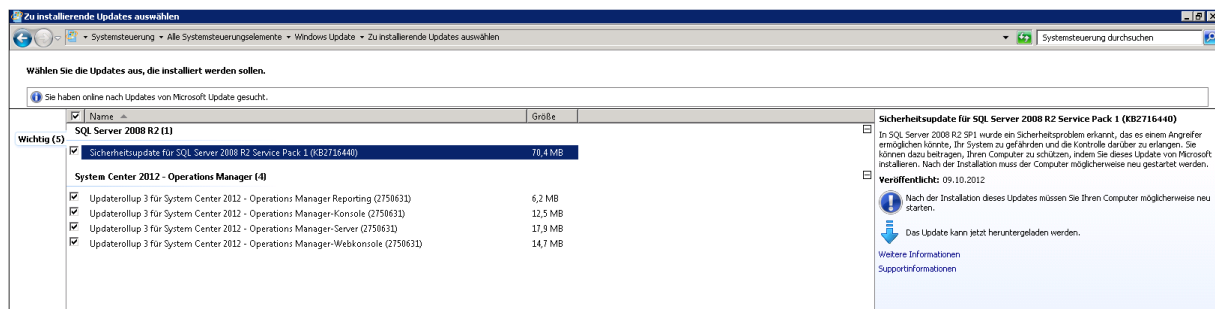 Zu installierende Updates auswählen
Systemsteuerung Alle Systemsteuerungselemente Windows Update Zu installierende Updates auswählen
Systemsteuerung durchsuchen
Wählen Sie die Updates aus, die installiert werden sollen.
Sie haben online nach Updates von Microsoft Update gesucht.
Wichtig (5)
Name Größe
SQL Server 2008 R2 (1)
Sicherheitsupdate für SQL Server 2008 R2 Service Pack 1 (KB2716440) 70,4 MB
System Center 2012 - Operations Manager (4)
Updaterollup 3 für System Center 2012 - Operations Manager Reporting (2750631) 6,2 MB
Updaterollup 3 für System Center 2012 - Operations Manager-Konsole (2750631) 12,5 MB
Updaterollup 3 für System Center 2012 - Operations Manager-Server (2750631) 17,9 MB
Updaterollup 3 für System Center 2012 - Operations Manager-Webkonsole (2750631) 14,7 MB
Sicherheitsupdate für SQL Server 2008 R2 Service Pack 1 (KB2716440)
In SQL Server 2008 R2 SP1 wurde ein Sicherheitsproblem erkannt, das es einem Angreifer
ermöglichen könnte, Ihr System zu gefährden und die Kontrolle darüber zu erlangen. Sie
können dazu beitragen, Ihren Computer zu schützen, indem Sie dieses Update von Microsoft
installieren. Nach der Installation muss der Computer möglicherweise neu gestartet werden.
Veröffentlicht: 09.10.2012
Nach der Installation dieses Updates müssen Sie Ihren Computer möglicherweise neu
starten.
Das Update kann jetzt heruntergeladen werden.
Weitere Informationen
Supportinformationen